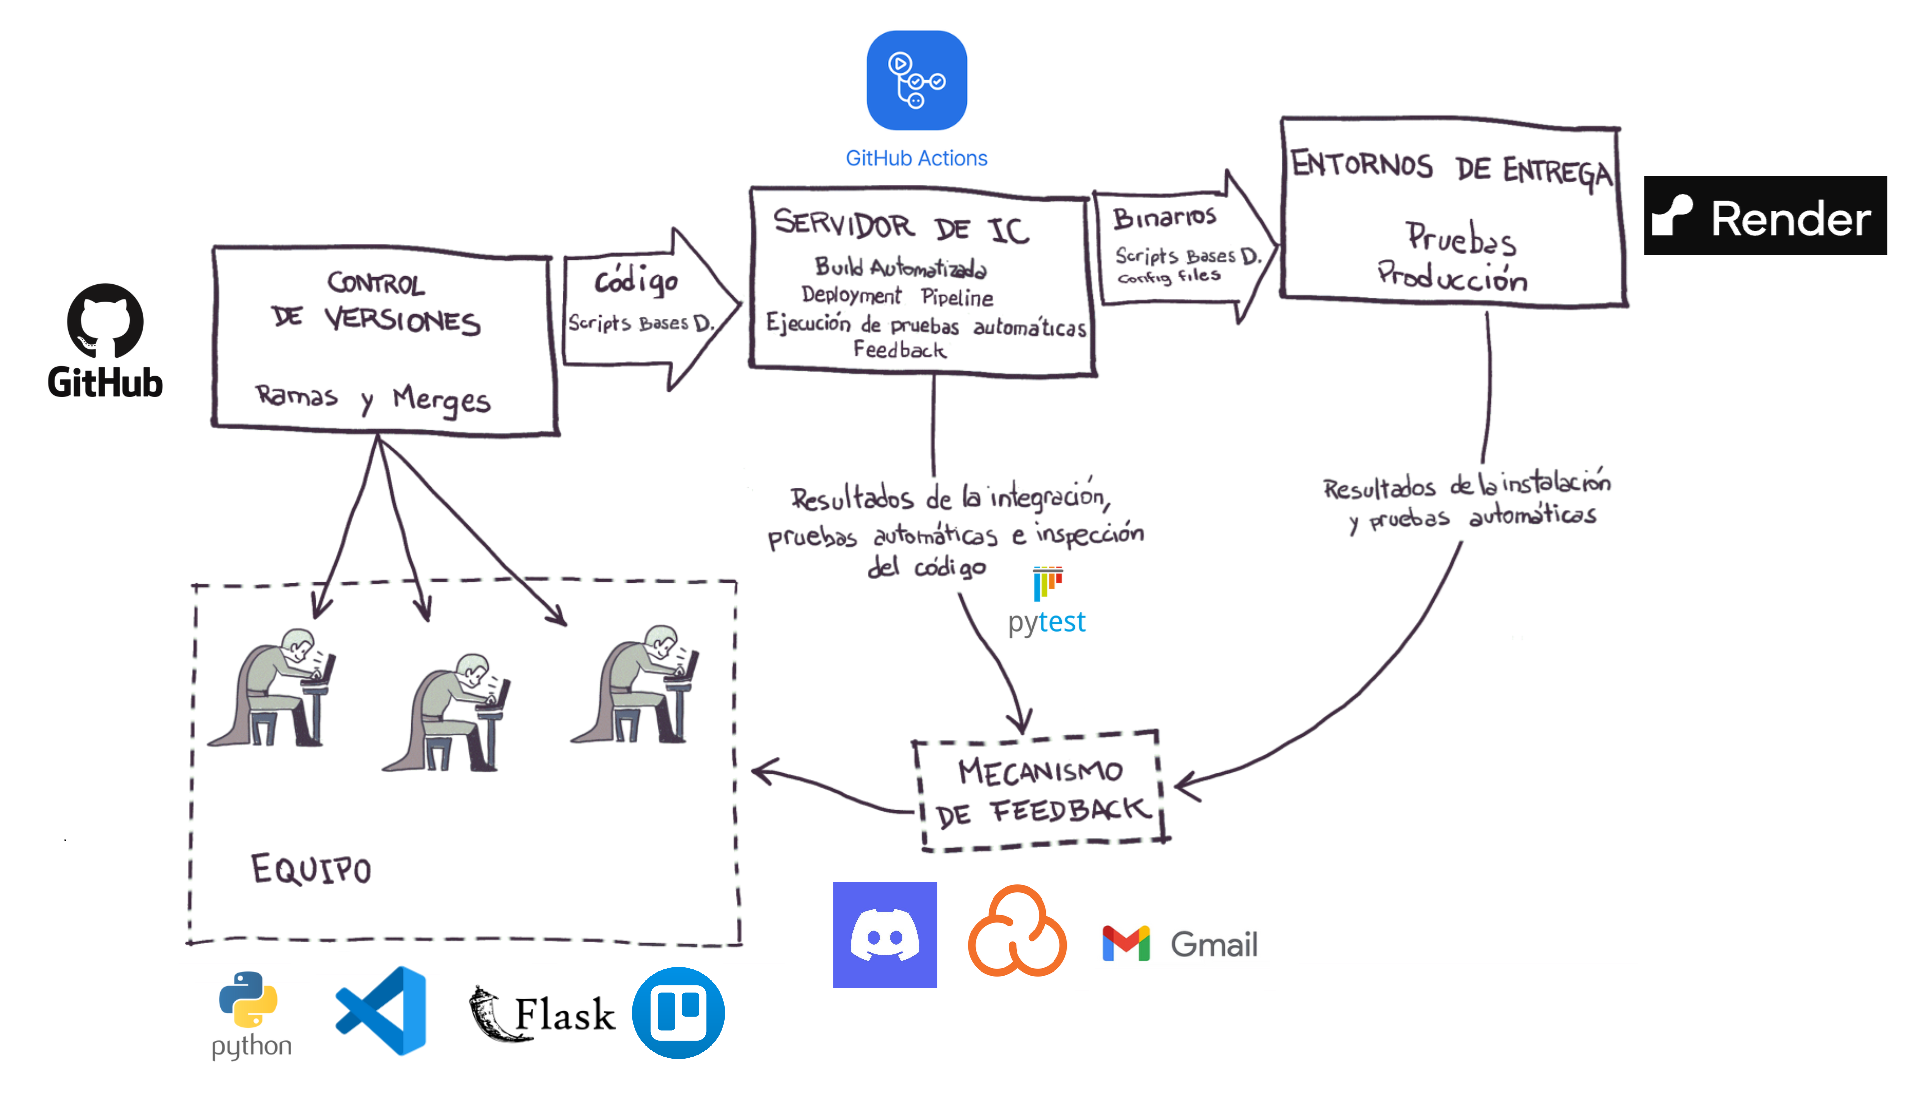 GitHub Actions
ENTORNOS DE ENTREGA
Pruebas
Producción
Render
SERVIDOR DE IC
Build Automatizada
Deployment Pipeline
Ejecución de pruebas automáticas
Feedback
Binarios
Scripts Bases D.
Config files
CONTROL
DE VERSIONES
Ramas y Merges
Código
Scripts Bases D.
GitHub
Resultados de la integración,
pruebas automáticas e inspección
del código
pytest
Resultados de la instalación
y pruebas automáticas
MECANISMO
DE FEEDBACK
EQUIPO
Gmail
python
Flask